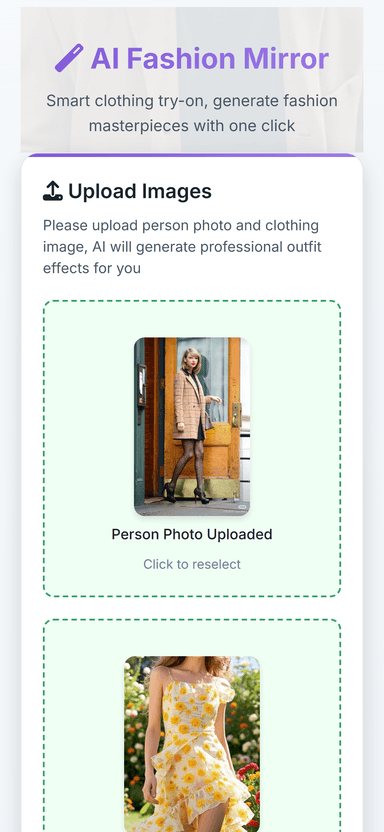 AI Fashion Mirror
Smart clothing try-on, generate fashion
masterpieces with one click
Upload Images
Please upload person photo and clothing
image, AI will generate professional outfit
effects for you
Person Photo Uploaded
Click to reselect